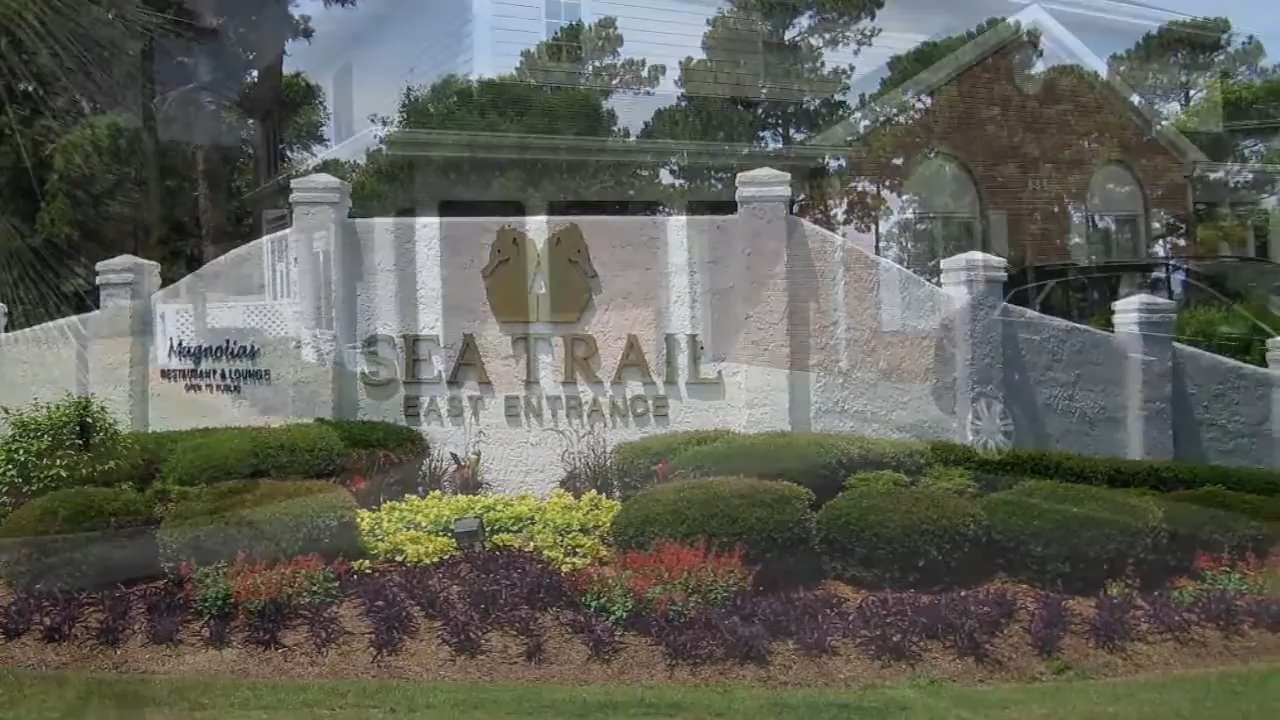 Magnolias
RESTAURANT & LOUNGE
OPEN TO PUBLIC
SEA TRAIL
EAST ENTRANCE